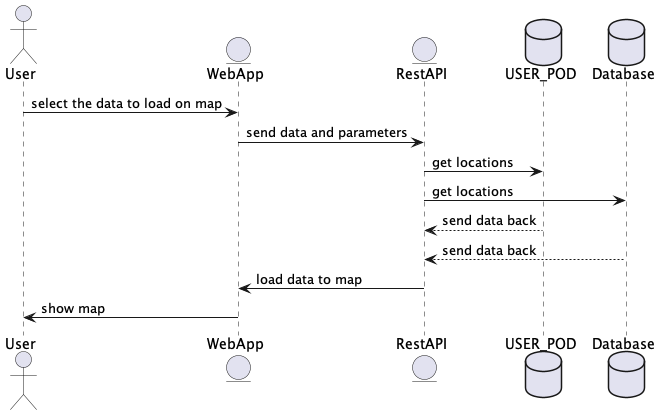 User
WebApp
RestAPI
USER_POD
Database
select the data to load on map
send data and parameters
get locations
get locations
send data back
send data back
load data to map
show map
User
WebApp
RestAPI
USER_POD
Database